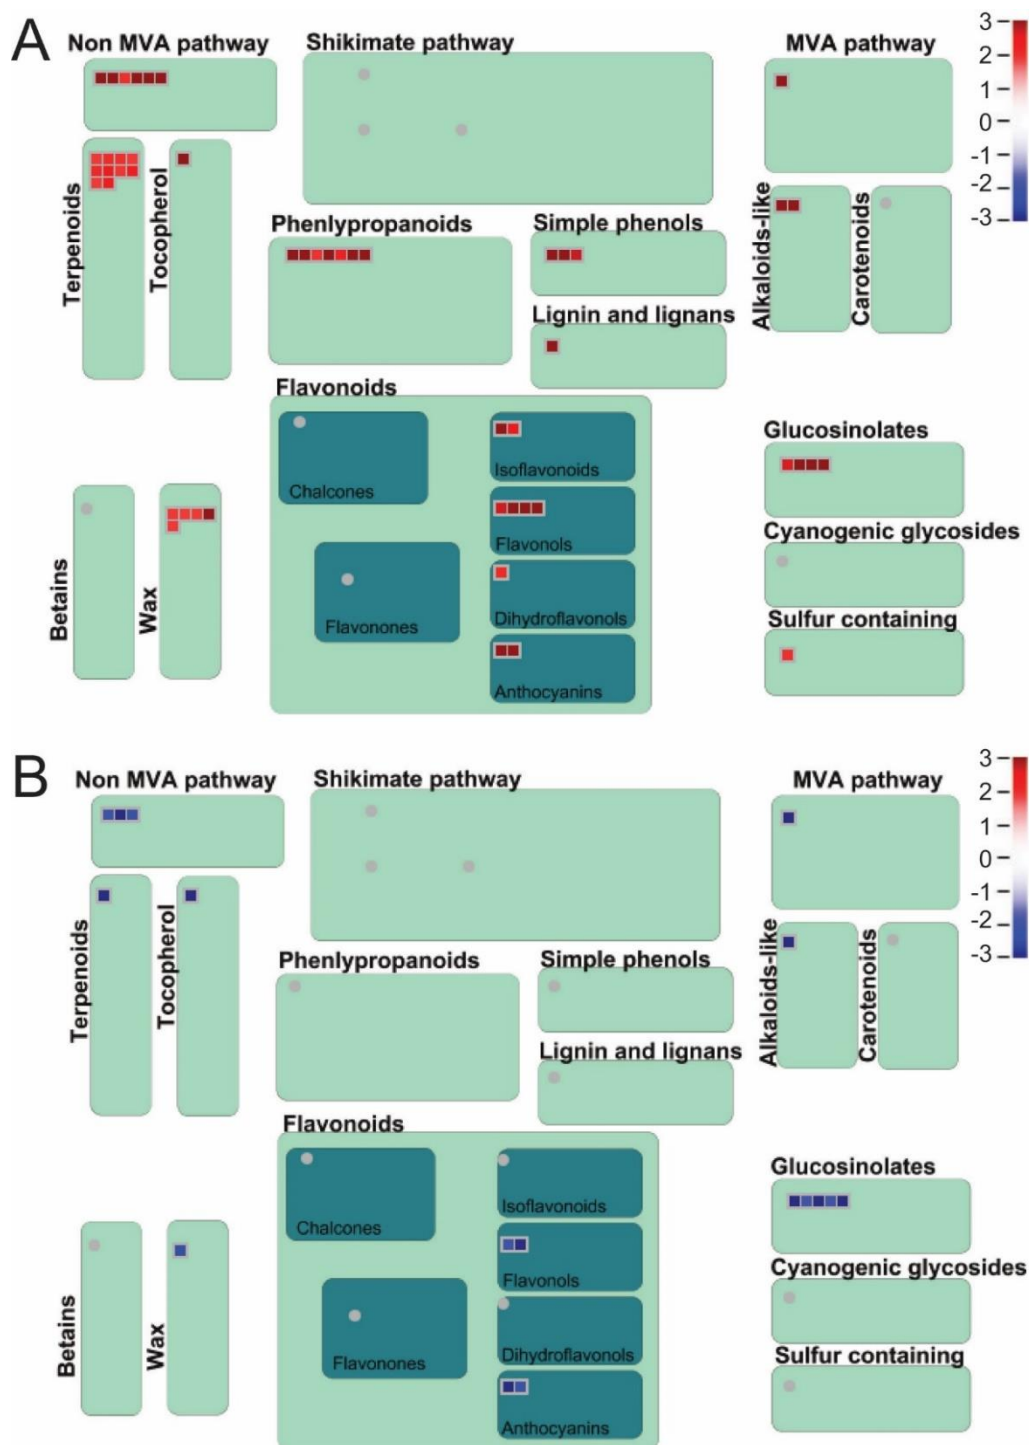 A
Non MVA pathway
Shikimate pathway
MVA pathway
3
2
1
0
-1
-2
-3
Terpenoids
Tocopherol
Phenlypropanoids
Simple phenols
Lignin and lignans
Alkaloids-like
Carotenoids
Flavonoids
Chalcones
Flavonones
Isoflavonoids
Flavonols
Dihydroflavonols
Anthocyanins
Betains
Wax
Glucosinolates
Cyanogenic glycosides
Sulfur containing
B
Non MVA pathway
Shikimate pathway
MVA pathway
3
2
1
0
-1
-2
-3
Terpenoids
Tocopherol
Phenlypropanoids
Simple phenols
Lignin and lignans
Alkaloids-like
Carotenoids
Flavonoids
Chalcones
Flavonones
Isoflavonoids
Flavonols
Dihydroflavonols
Anthocyanins
Betains
Wax
Glucosinolates
Cyanogenic glycosides
Sulfur containing